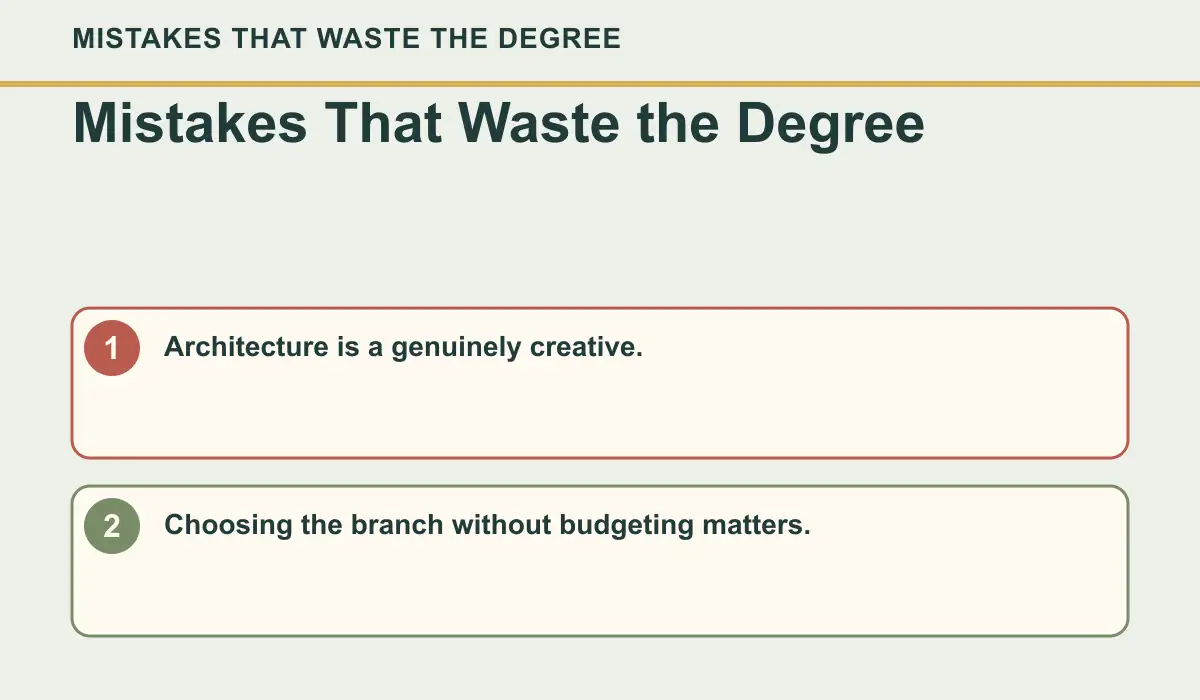 MISTAKES THAT WASTE THE DEGREE
Mistakes That Waste the Degree
1 Architecture is a genuinely creative.
2 Choosing the branch without budgeting matters.